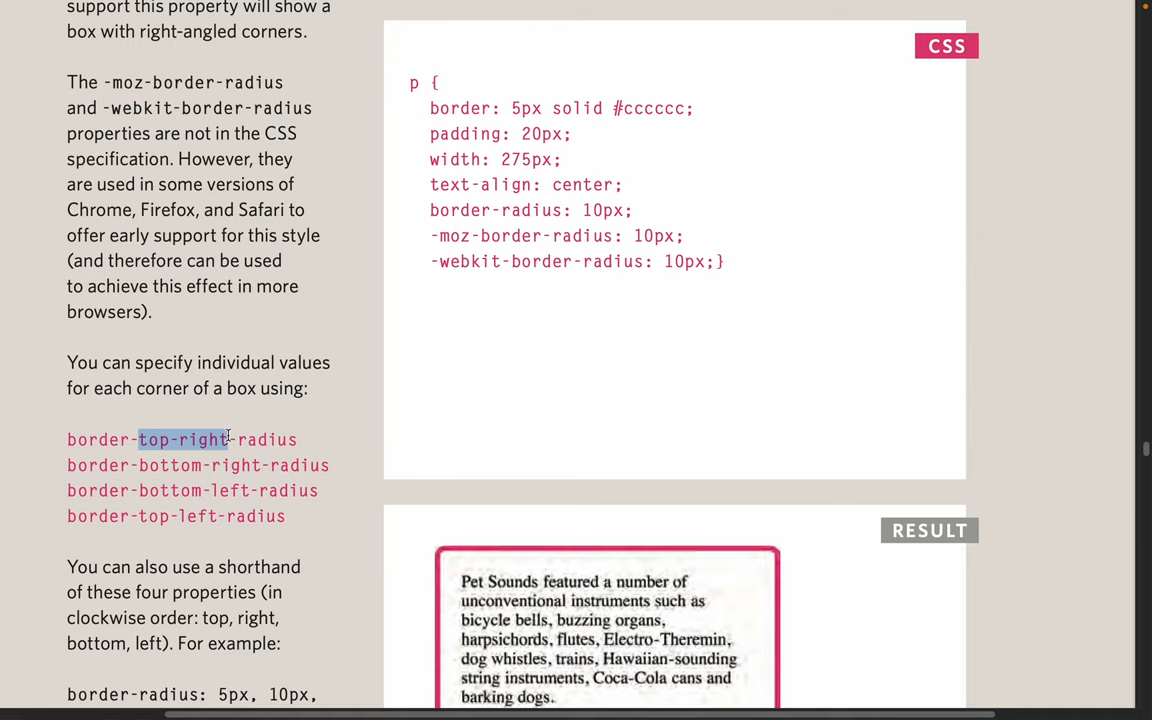 support this property will show a
box with right-angled corners.
The -moz-border-radius
and -webkit-border-radius
properties are not in the CSS
specification. However, they
are used in some versions of
Chrome, Firefox, and Safari to
offer early support for this style
(and therefore can be used
to achieve this effect in more
browsers).
You can specify individual values
for each corner of a box using:
border-top-right-radius
border-bottom-right-radius
border-bottom-left-radius
border-top-left-radius
You can also use a shorthand
of these four properties (in
clockwise order: top, right,
bottom, left). For example:
border-radius: 5px, 10px,
CSS
p {
border: 5px solid #cccccc;
padding: 20px;
width: 275px;
text-align: center;
border-radius: 10px;
-moz-border-radius: 10px;
-webkit-border-radius: 10px;}
RESULT
Pet Sounds featured a number of
unconventional instruments such as
bicycle bells, buzzing organs,
harpsichords, flutes, Electro-Theremin,
dog whistles, trains, Hawaiian-sounding
string instruments, Coca-Cola cans and
barking dogs.